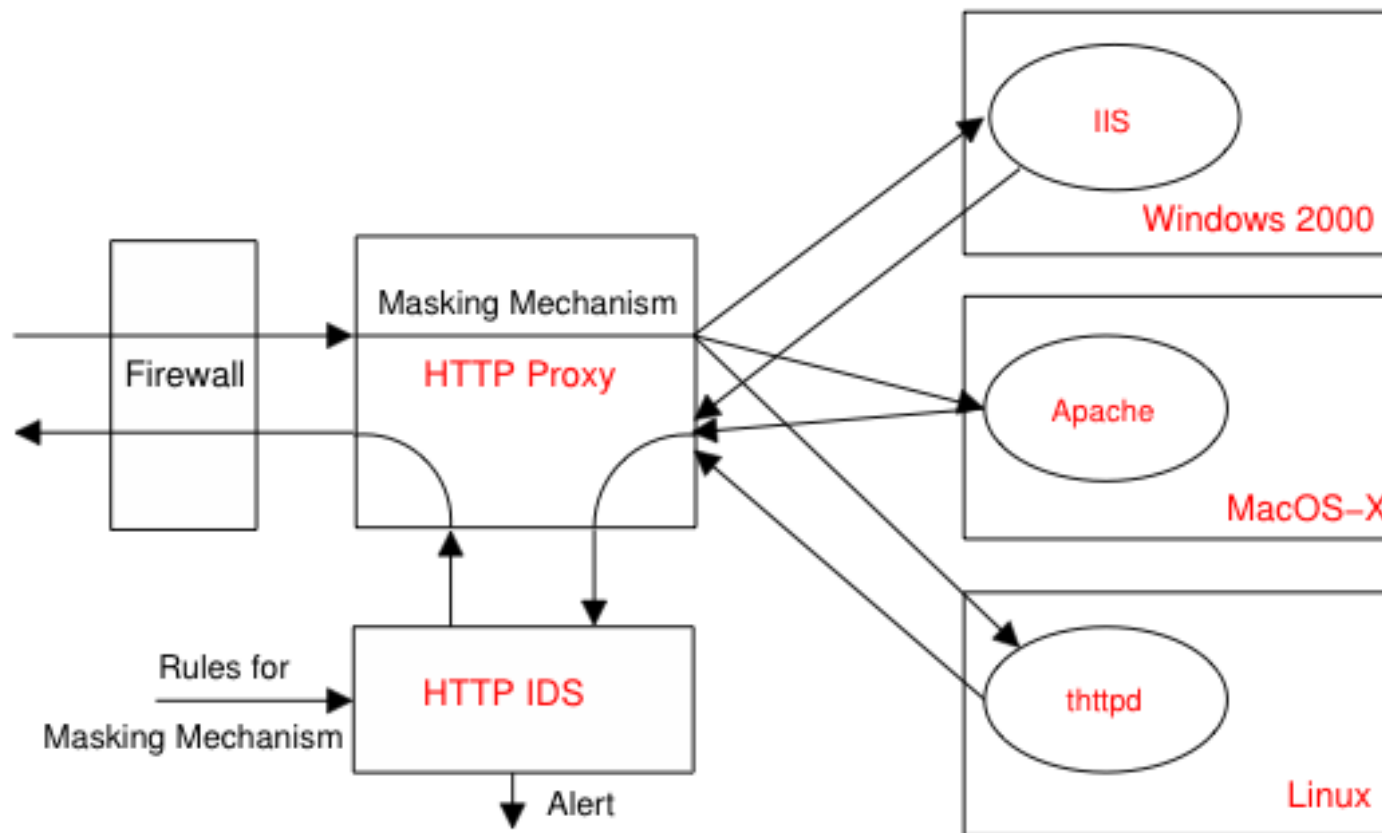 IIS
Windows 2000
Masking Mechanism
Firewall
HTTP Proxy
Apache
MacOS–X
Rules for
Masking Mechanism
HTTP IDS
thttpd
Alert
Linux